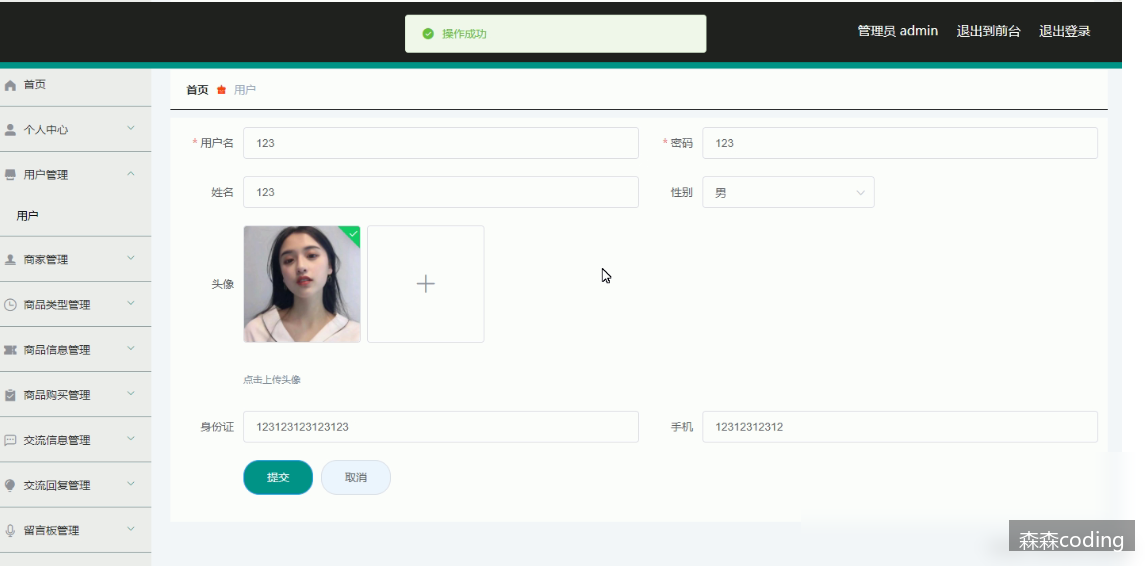 操作成功
管理员 admin 退出到前台 退出登录
首页
个人中心
用户管理
用户
商家管理
商品类型管理
商品信息管理
商品购买管理
交流信息管理
交流回复管理
留言板管理
首页 用户
* 用户名 123 * 密码 123
姓名 123 性别 男
头像
点击上传头像
身份证 123123123123123 手机 12312312312
提交 取消
森森coding